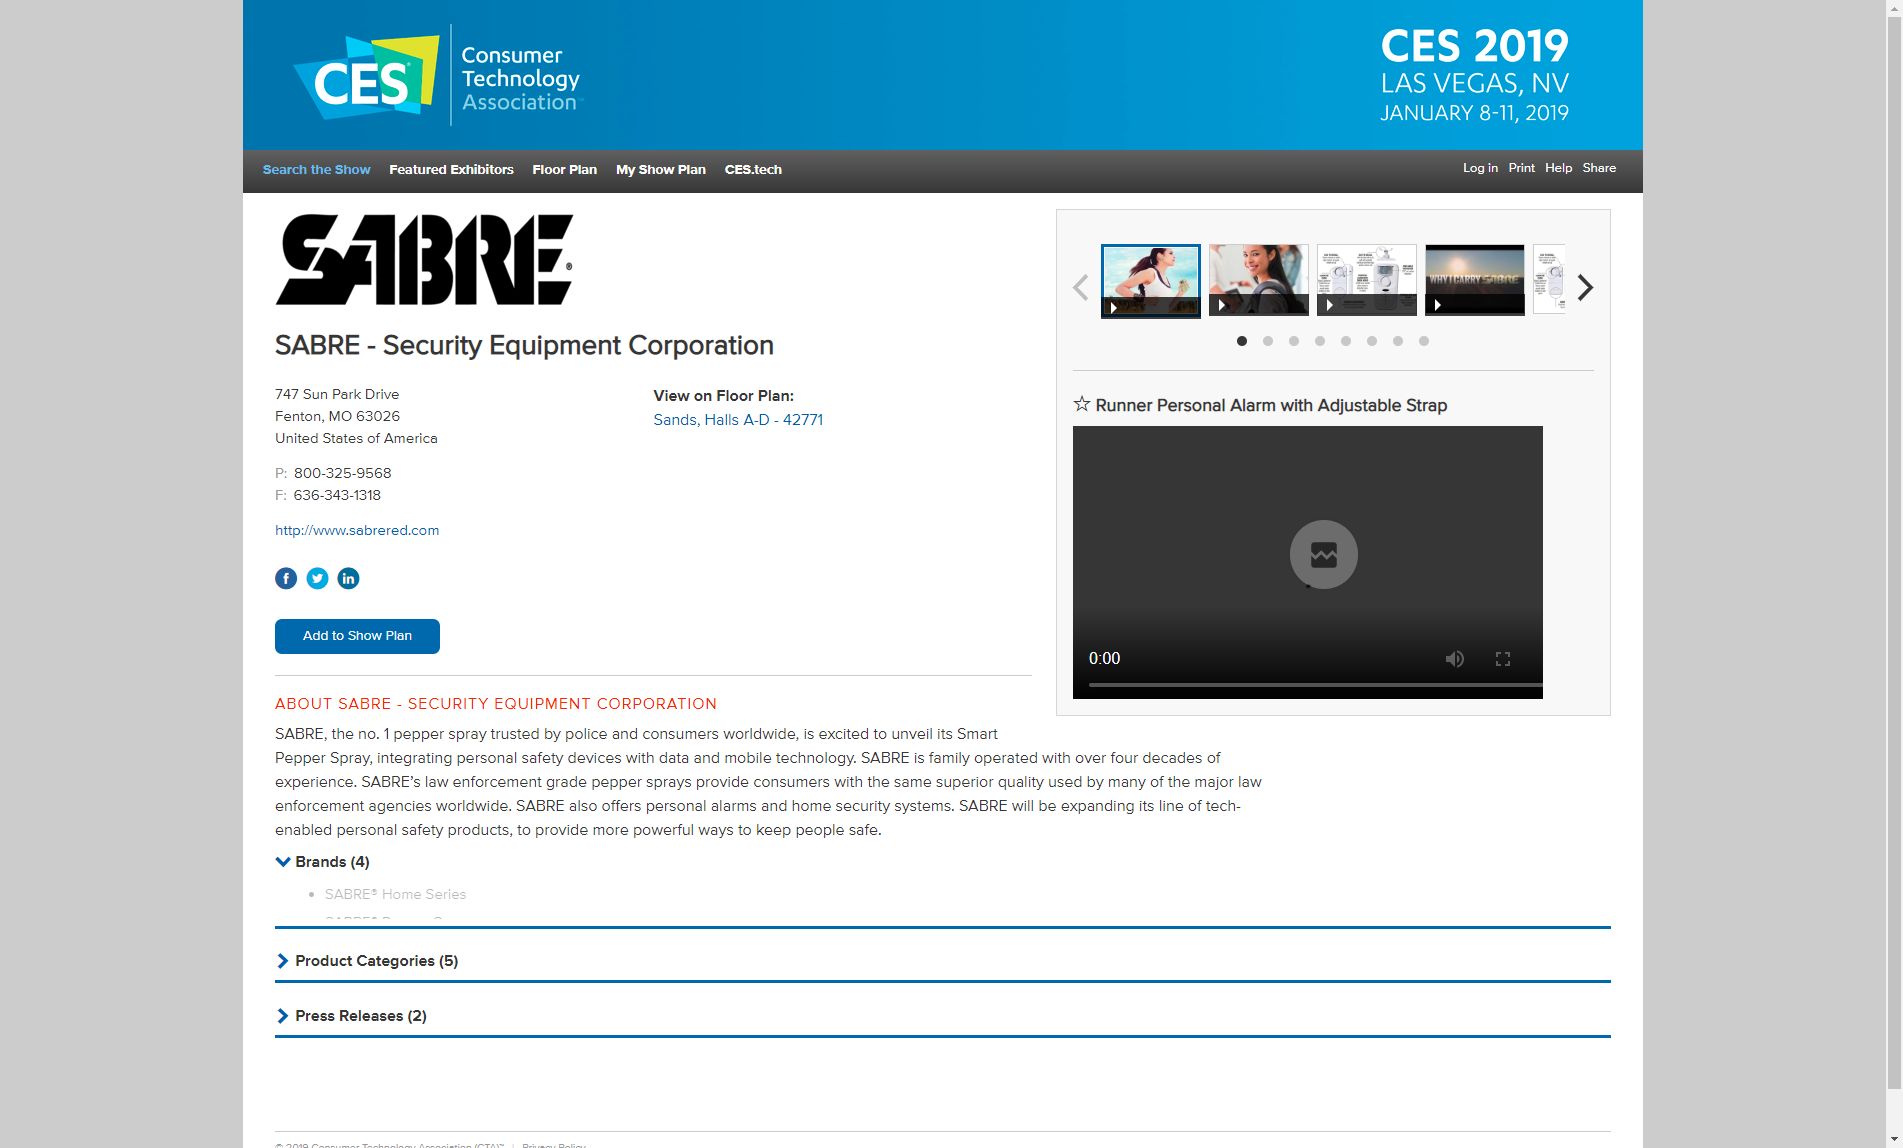 CES
Consumer
Technology
Association
CES 2019
LAS VEGAS, NV
JANUARY 8-11, 2019
Search the Show Featured Exhibitors Floor Plan My Show Plan CES.tech
Log in Print Help Share
SABRE®
SABRE - Security Equipment Corporation
747 Sun Park Drive
Fenton, MO 63026
United States of America
P: 800-325-9568
F: 636-343-1318
http://www.sabrered.com
View on Floor Plan:
Sands, Halls A-D - 42771
f in
Add to Show Plan
WHY I CARRY SABRE
Runner Personal Alarm with Adjustable Strap
0:00
ABOUT SABRE - SECURITY EQUIPMENT CORPORATION
SABRE, the no. 1 pepper spray trusted by police and consumers worldwide, is excited to unveil its Smart
Pepper Spray, integrating personal safety devices with data and mobile technology. SABRE is family operated with over four decades of
experience. SABRE’s law enforcement grade pepper sprays provide consumers with the same superior quality used by many of the major law
enforcement agencies worldwide. SABRE also offers personal alarms and home security systems. SABRE will be expanding its line of tech-
enabled personal safety products, to provide more powerful ways to keep people safe.
Brands (4)
• SABRE® Home Series
Product Categories (5)
Press Releases (2)
© 2019 Consumer Technology Association (CTA)™ | Privacy Policy